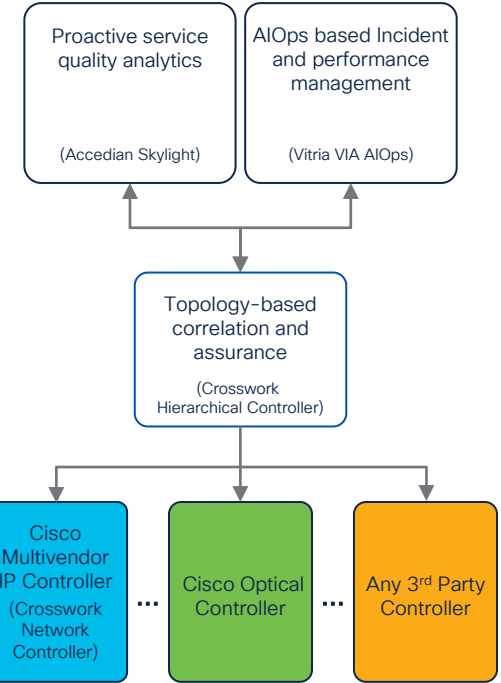 Proactive service
quality analytics
(Accedian Skylight)
AIOps based Incident
and performance
management
(Vitria VIA AIOps)
Topology-based
correlation and
assurance
(Crosswork
Hierarchical Controller)
Cisco
Multivendor
IP Controller
(Crosswork
Network
Controller)
...
Cisco Optical
Controller
...
Any 3rd Party
Controller